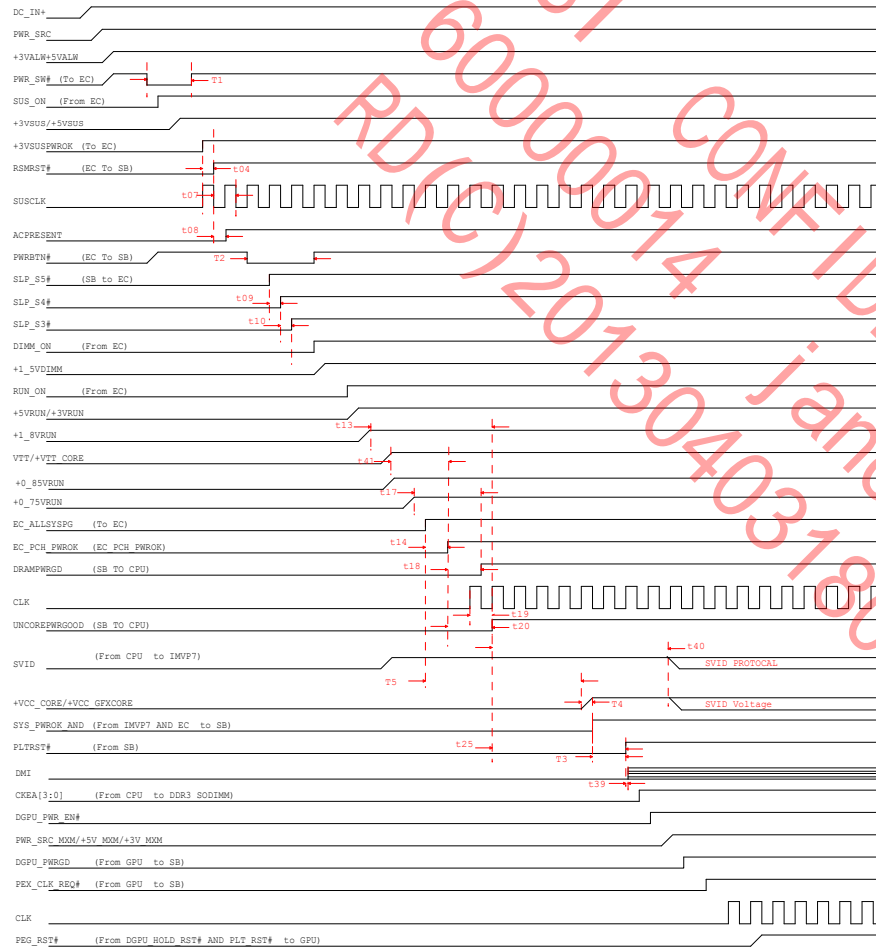 DC_IN+
PWR_SRC
+3VALW+5VALW
PWR_SW# (To EC)
T1
SUS_ON (From EC)
+3VSUS/+5VSUS
+3VSUSPWROK (To EC)
RSMRST# (EC To SB)
t04
t07
SUSCLK
t08
ACPRESENT
PWRBTN# (EC To SB)
T2
SLP_S5# (SB to EC)
t09
SLP_S4#
t10
SLP_S3#
DIMM_ON (From EC)
+1_5VDIMM
RUN_ON (From EC)
+5VRUN/+3VRUN
t13
+1_8VRUN
VTT/+VTT_CORE
t41
+0_85VRUN
t17
+0_75VRUN
EC_ALLSYSPG (To EC)
t14
EC_PCH_PWROK (EC_PCH_PWROK)
t18
DRAMPWRGD (SB TO CPU)
CLK
t19
UNCOREPWRGOOD (SB TO CPU)
t20
t40
SVID (From CPU to IMVP7)
SVID PROTOCAL
T5
+VCC_CORE/+VCC_GFXCORE
T4
SVID Voltage
SYS_PWROK_AND (From IMVP7 AND EC to SB)
PLTRST# (From SB)
t25
T3
DMI
t39
CKEA[3:0] (From CPU to DDR3 SODIMM)
DGPU_PWR_EN#
PWR_SRC_MXM/+5V_MXM/+3V_MXM
DGPU_PWRGD (From GPU to SB)
PEX_CLK_REQ# (From GPU to SB)
CLK
PEG_RST# (From DGPU_HOLD_RST# AND PLT_RST# to GPU)